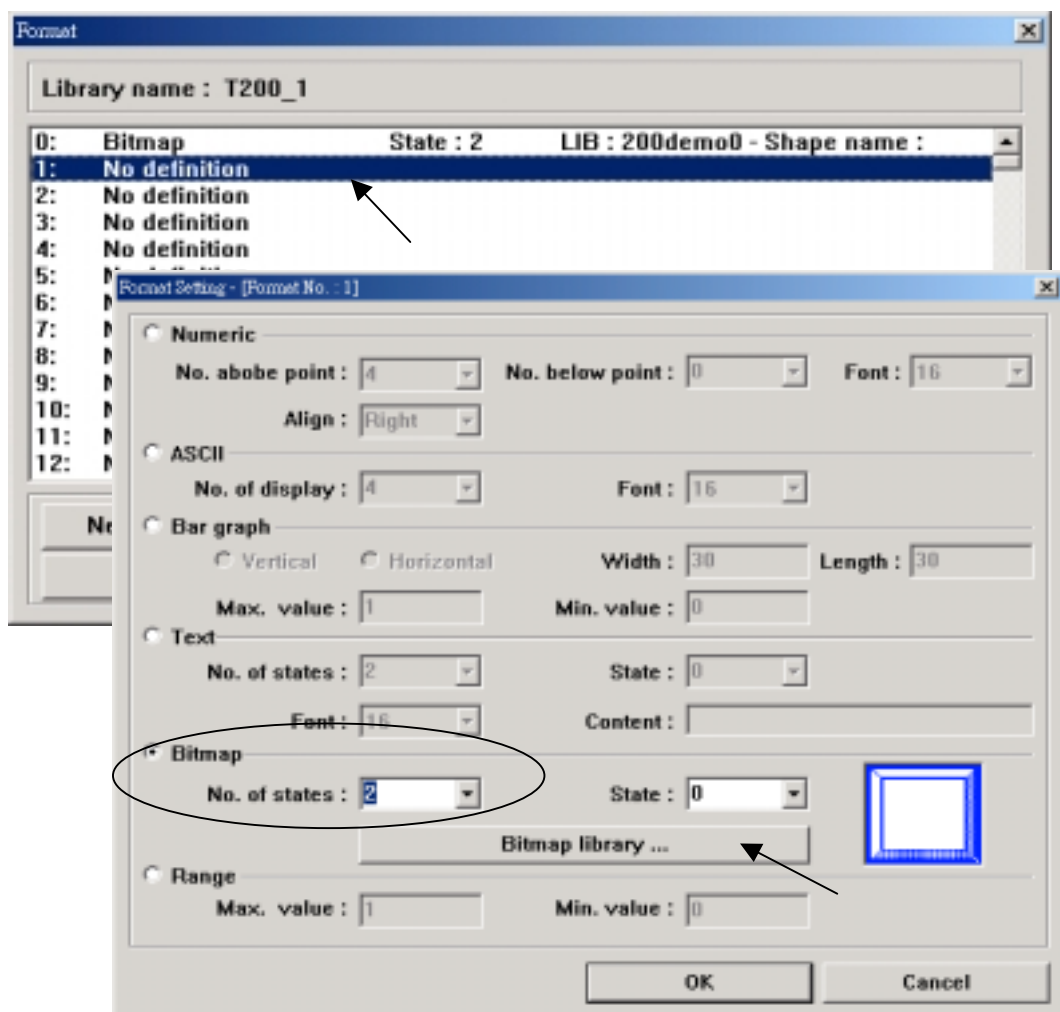 Format
Library name : T200_1
0: Bitmap State : 2 LIB : 200demo0 - Shape name :
1: No definition
2: No definition
3: No definition
4: No definition
5:
6:
7:
8:
9:
10:
11:
12:
Format Setting - [Format No. : 1]
Numeric
No. abobe point : 4 No. below point : 0 Font : 16
Align : Right
ASCII
No. of display : 4 Font : 16
Bar graph
Vertical Horizontal Width : 30 Length : 30
Max. value : 1 Min. value : 0
Text
No. of states : 2 State : 0
Font : 16 Content :
Bitmap
No. of states : 2 State : 0
Bitmap library ...
Range
Max. value : 1 Min. value : 0
OK Cancel